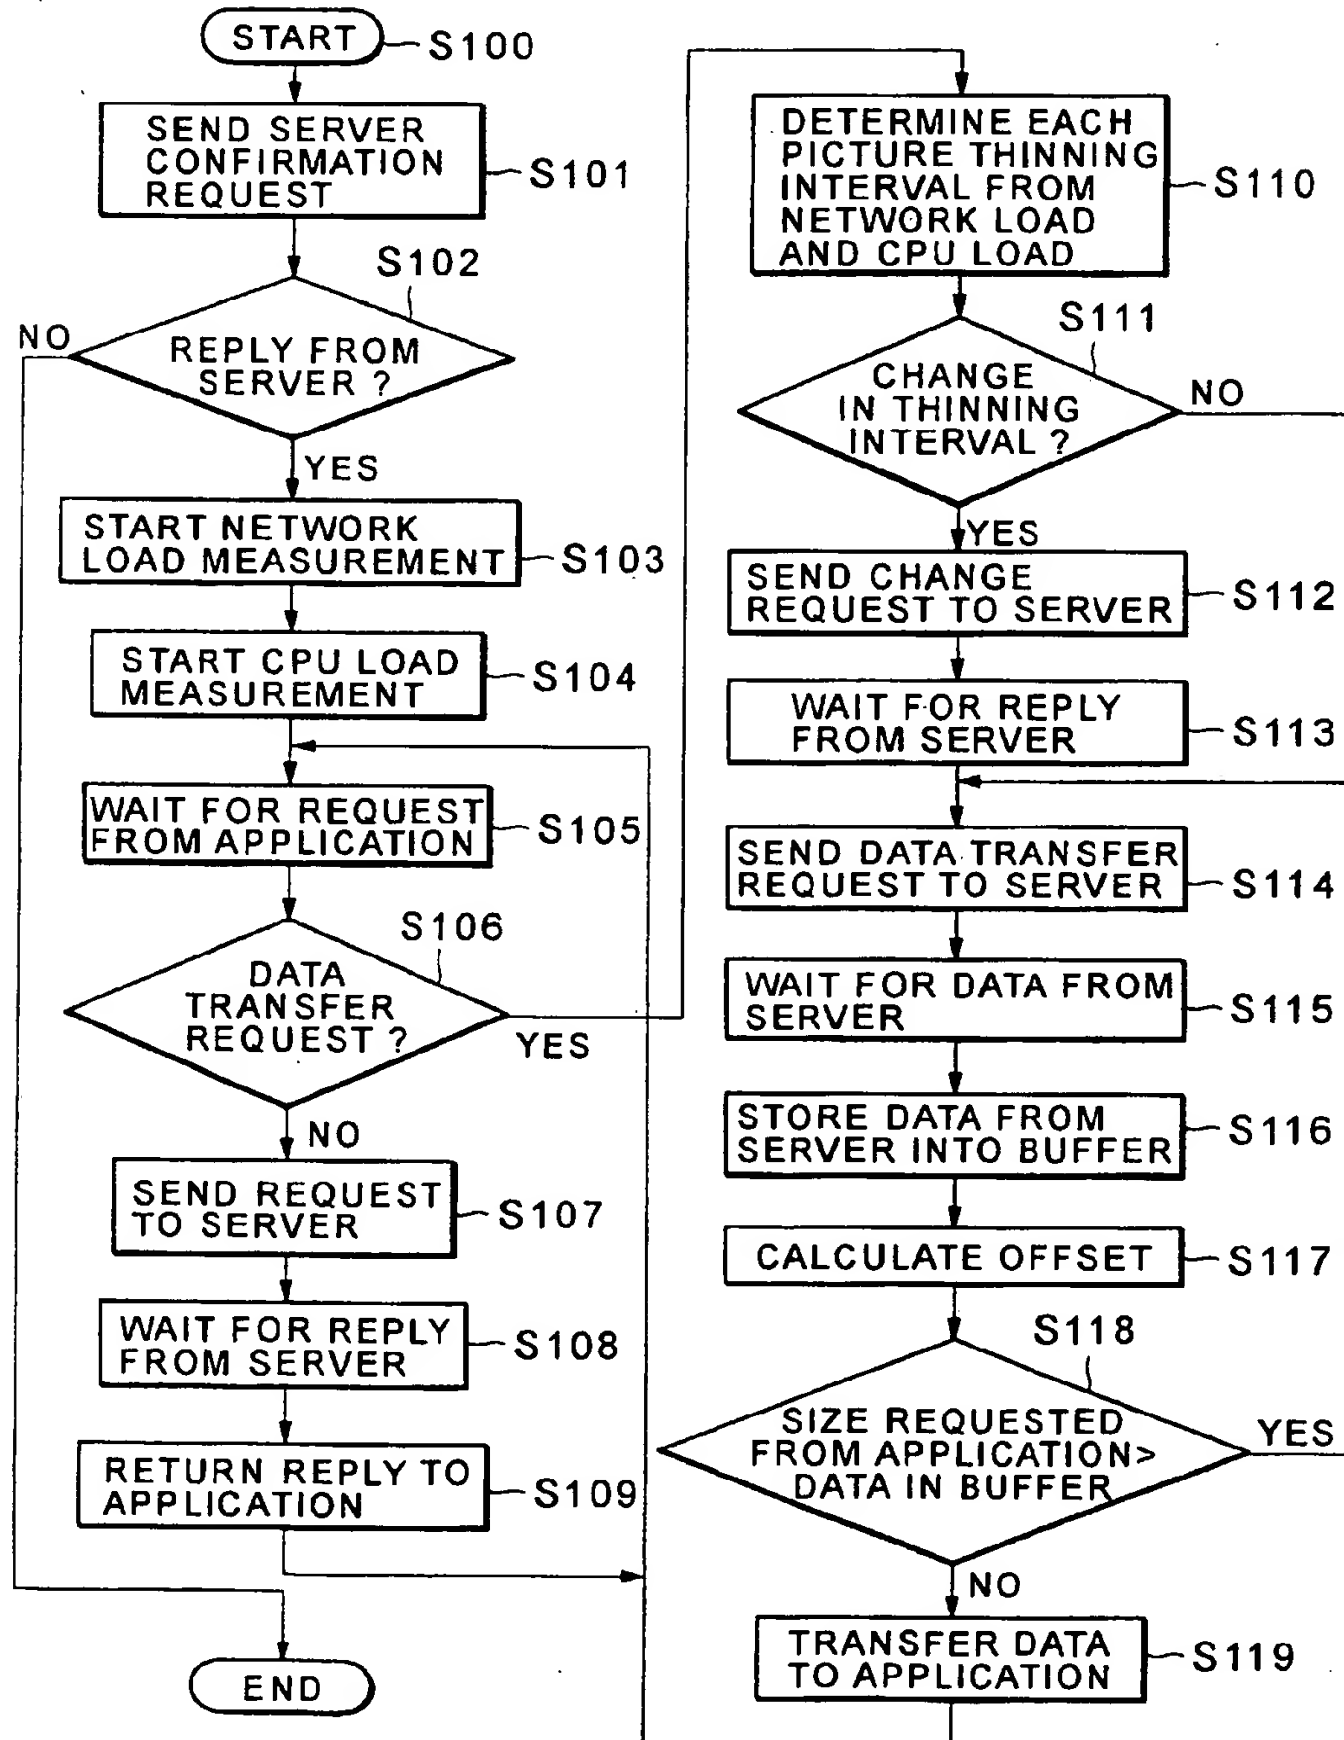 START
S100
SEND SERVER
CONFIRMATION
REQUEST
S101
S102
NO
REPLY FROM
SERVER ?
YES
START NETWORK
LOAD MEASUREMENT
S103
START CPU LOAD
MEASUREMENT
S104
WAIT FOR REQUEST
FROM APPLICATION
S105
S106
DATA
TRANSFER
REQUEST ?
YES
NO
SEND REQUEST
TO SERVER
S107
WAIT FOR REPLY
FROM SERVER
S108
RETURN REPLY TO
APPLICATION
S109
END
DETERMINE EACH
PICTURE THINNING
INTERVAL FROM
NETWORK LOAD
AND CPU LOAD
S110
S111
CHANGE
IN THINNING
INTERVAL ?
NO
YES
SEND CHANGE
REQUEST TO SERVER
S112
WAIT FOR REPLY
FROM SERVER
S113
SEND DATA TRANSFER
REQUEST TO SERVER
S114
WAIT FOR DATA FROM
SERVER
S115
STORE DATA FROM
SERVER INTO BUFFER
S116
CALCULATE OFFSET
S117
S118
SIZE REQUESTED
FROM APPLICATION>
DATA IN BUFFER
YES
NO
TRANSFER DATA
TO APPLICATION
S119